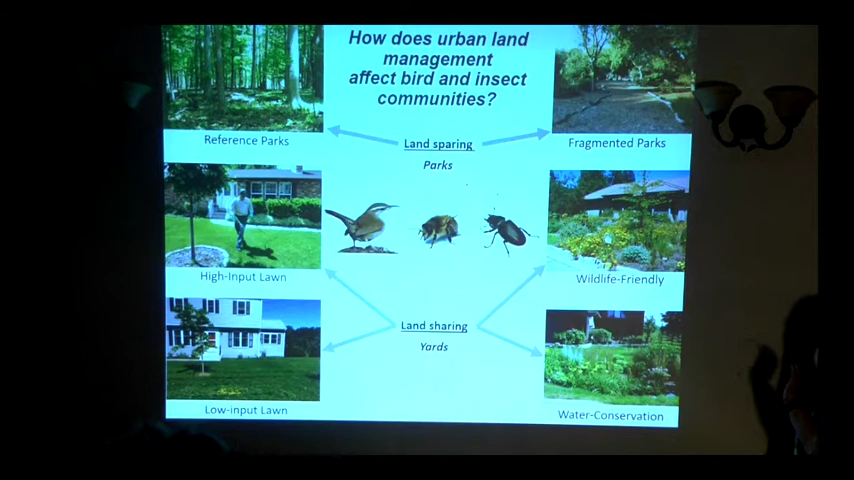 How does urban land
management
affect bird and insect
communities?
Reference Parks
Land sparing
Parks
Fragmented Parks
High-Input Lawn
Wildlife-Friendly
Land sharing
Yards
Low-input Lawn
Water-Conservation